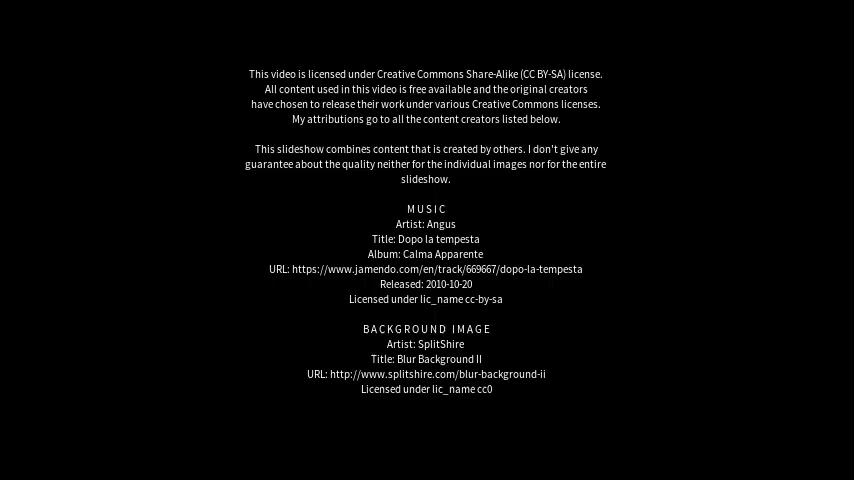 This video is licensed under Creative Commons Share-Alike (CC BY-SA) license.
All content used in this video is free available and the original creators
have chosen to release their work under various Creative Commons licenses.
My attributions go to all the content creators listed below.
This slideshow combines content that is created by others. I don't give any
guarantee about the quality neither for the individual images nor for the entire
slideshow.
MUSIC
Artist: Angus
Title: Dopo la tempesta
Album: Calma Apparente
URL: https://www.jamendo.com/en/track/669667/dopo-la-tempesta
Released: 2010-10-20
Licensed under lic_name cc-by-sa
BACKGROUND IMAGE
Artist: SplitShire
Title: Blur Background II
URL: http://www.splitshire.com/blur-background-ii
Licensed under lic_name cc0